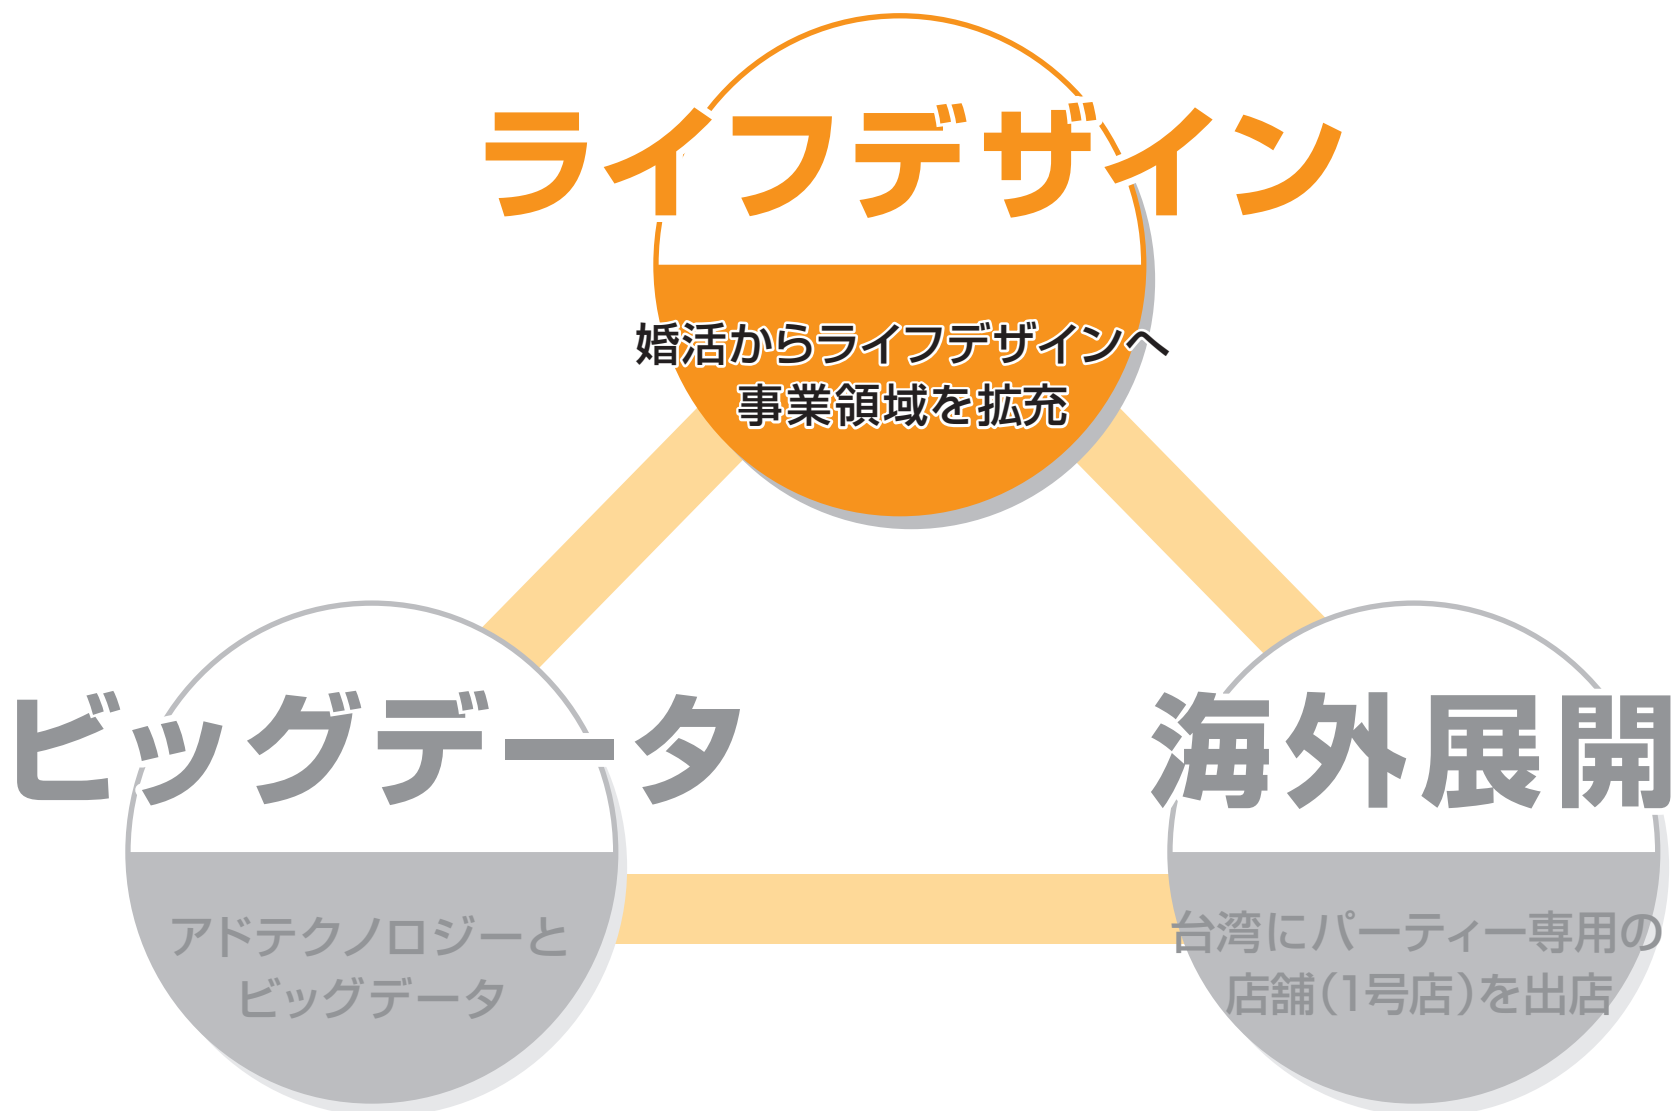 ライフデザイン
婚活からライフデザインへ
事業領域を拡充
ビッグデータ
アドテクノロジーと
ビッグデータ
海外展開
台湾にパーティー専用の
店舗(1号店)を出店